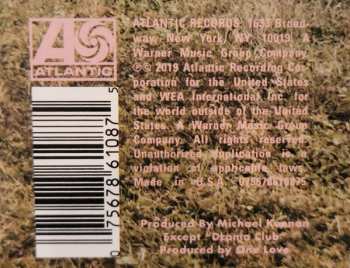 ATLANTIC
ATLANTIC RECORDS, 1633 Broad-
way, New York, NY, 10019. A
Warner Music Group Company.
℗© 2019 Atlantic Recording Cor-
poration for the United States
and WEA International Inc. for
the world outside of the United
States. A Warner Music Group
Company. All rights reserved.
Unauthorized duplication is a
violation of applicable laws.
Made in U.S.A. 075678610875
0 75678 61087 5
Produced By Michael Keenan
Except
Produced by One Love